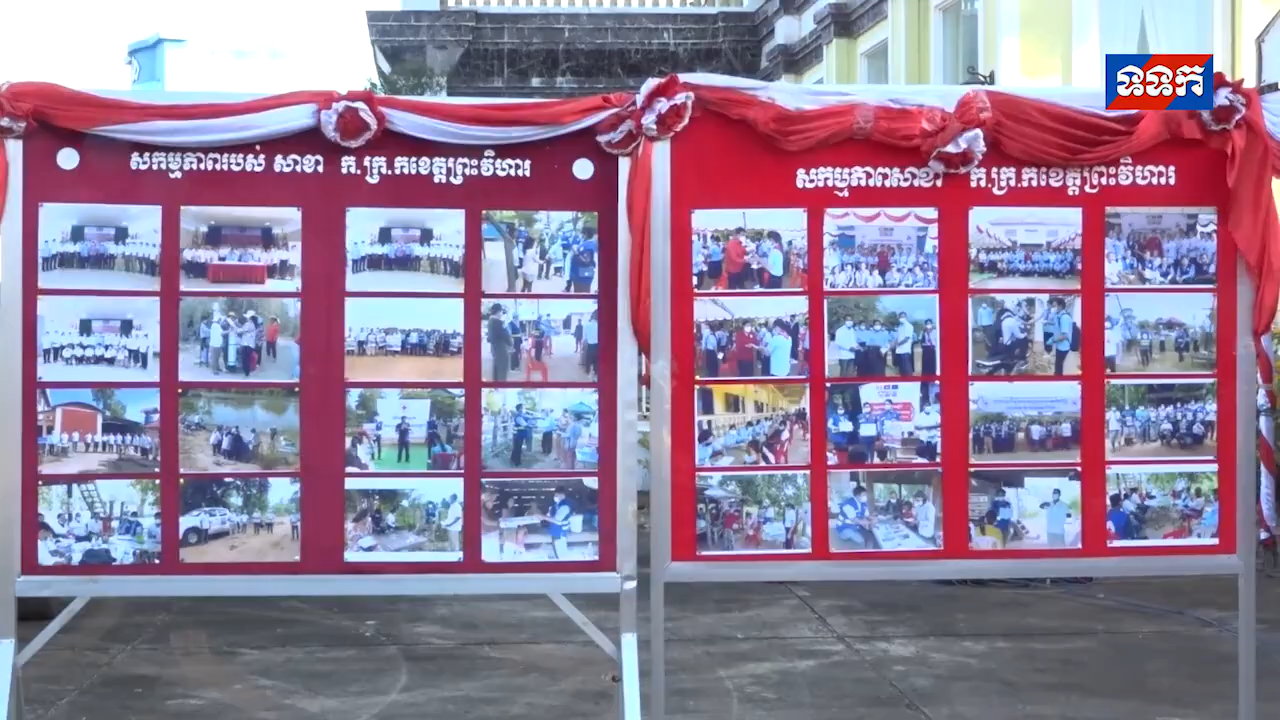 សកម្មភាពរបស់ សាខា ក.ក្រ.កខេត្តព្រះវិហារ
សកម្មភាពសាខា ក.ក្រ.កខេត្តព្រះវិហារ
ទទក